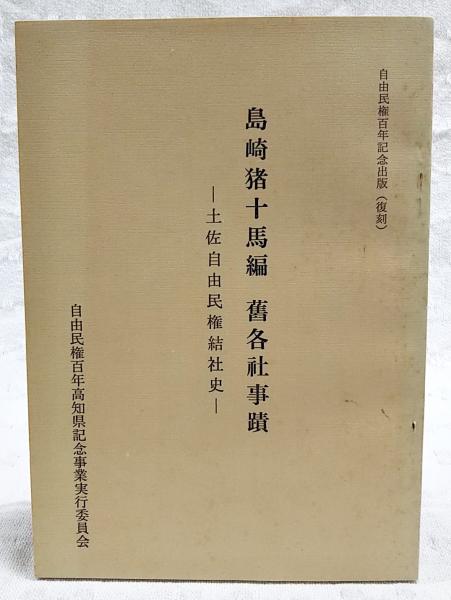 自由民権百年記念出版（復刻）
島崎猪十馬編 舊各社事蹟
―土佐自由民権結社史―
自由民権百年高知県記念事業実行委員会